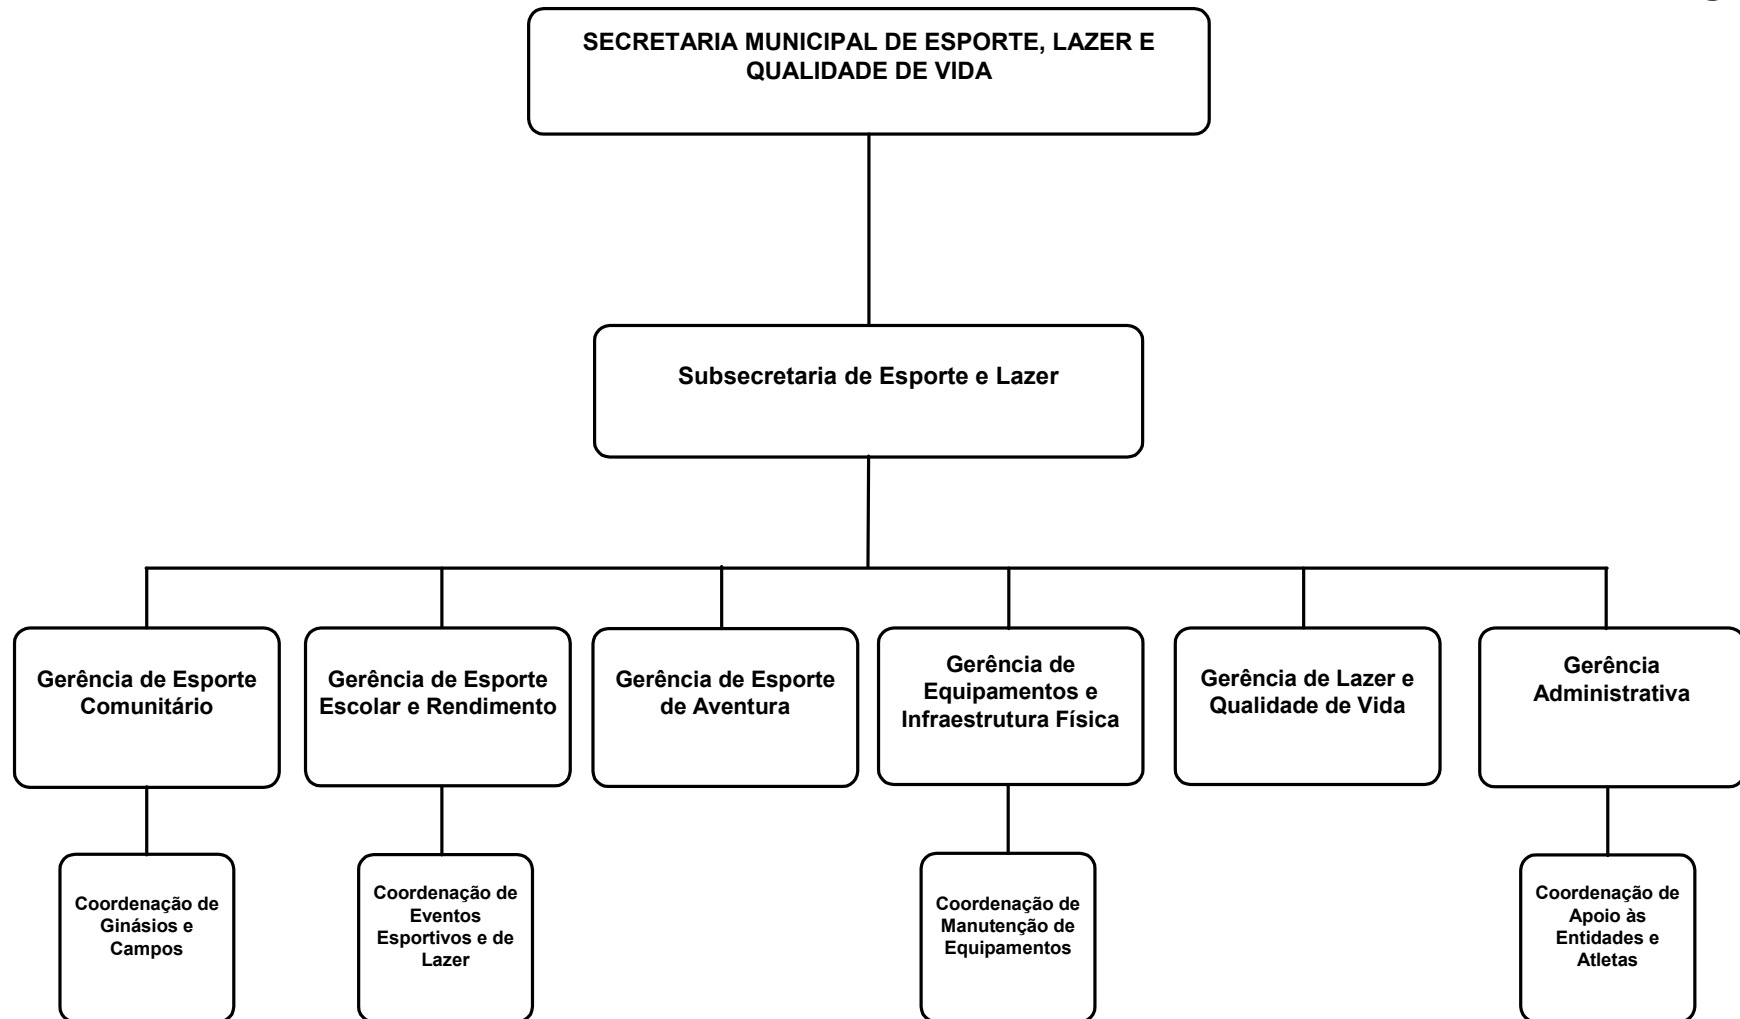 SECRETARIA MUNICIPAL DE ESPORTE, LAZER E
QUALIDADE DE VIDA
Subsecretaria de Esporte e Lazer
Gerência de Esporte
Comunitário
Gerência de Esporte
Escolar e Rendimento
Gerência de Esporte
de Aventura
Gerência de
Equipamentos e
Infraestrutura Física
Gerência de Lazer e
Qualidade de Vida
Gerência
Administrativa
Coordenação de
Ginásios e
Campos
Coordenação de
Eventos
Esportivos e de
Lazer
Coordenação de
Manutenção de
Equipamentos
Coordenação de
Apoio às
Entidades e
Atletas